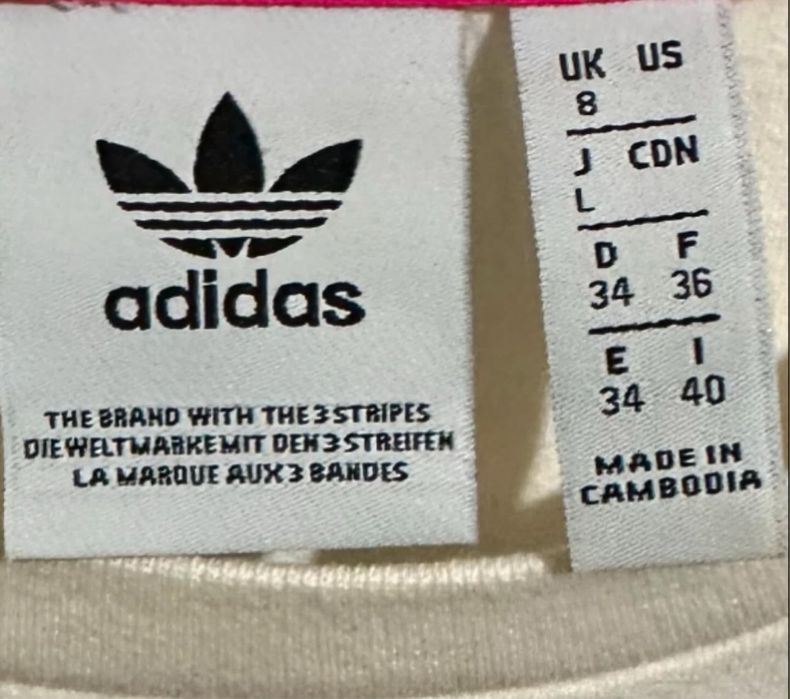 adidas
THE BRAND WITH THE 3 STRIPES
DIE WELTMARKE MIT DEN 3 STREIFEN
LA MARQUE AUX 3 BANDES
UK US
8
J CDN
L
D F
34 36
E I
34 40
MADE IN
CAMBODIA